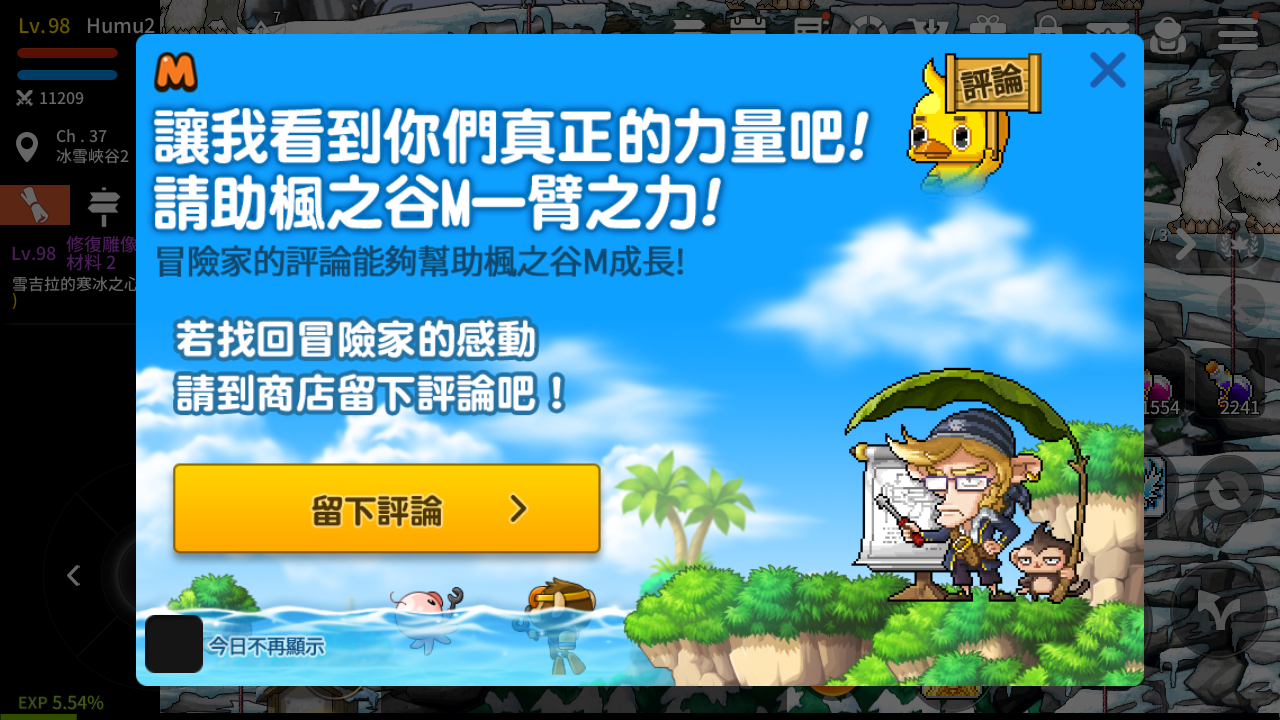 Lv.98 Humu2
7
11209
Ch . 37
冰雪峽谷2
Lv.98 修復雕像
材料 2
雪吉拉的寒冰之心
)
EXP 5.54%
M
評論
讓我看到你們真正的力量吧!
請助楓之谷M一臂之力!
冒險家的評論能夠幫助楓之谷M成長!
若找回冒險家的感動
請到商店留下評論吧!
留下評論
今日不再顯示
/ 3
1554
2241